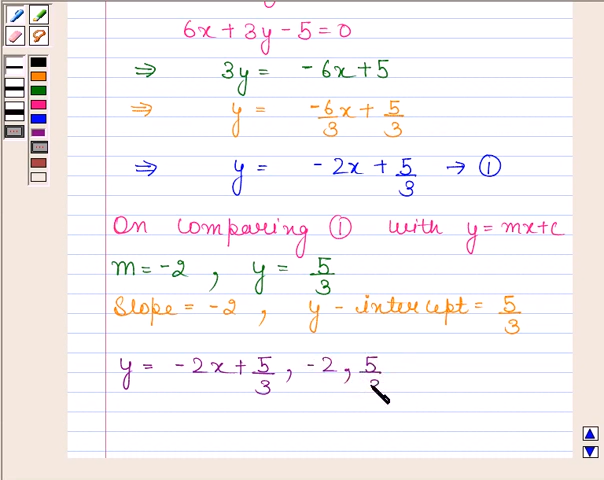 6x + 3y - 5 = 0
⇒ 3y = -6x + 5
⇒ y = -6/3 x + 5/3
⇒ y = -2x + 5/3 → ①
On comparing ① with y = mx + c
m = -2 , y = 5/3
Slope = -2 , y - intercept = 5/3
y = -2x + 5/3 , -2 , 5/3